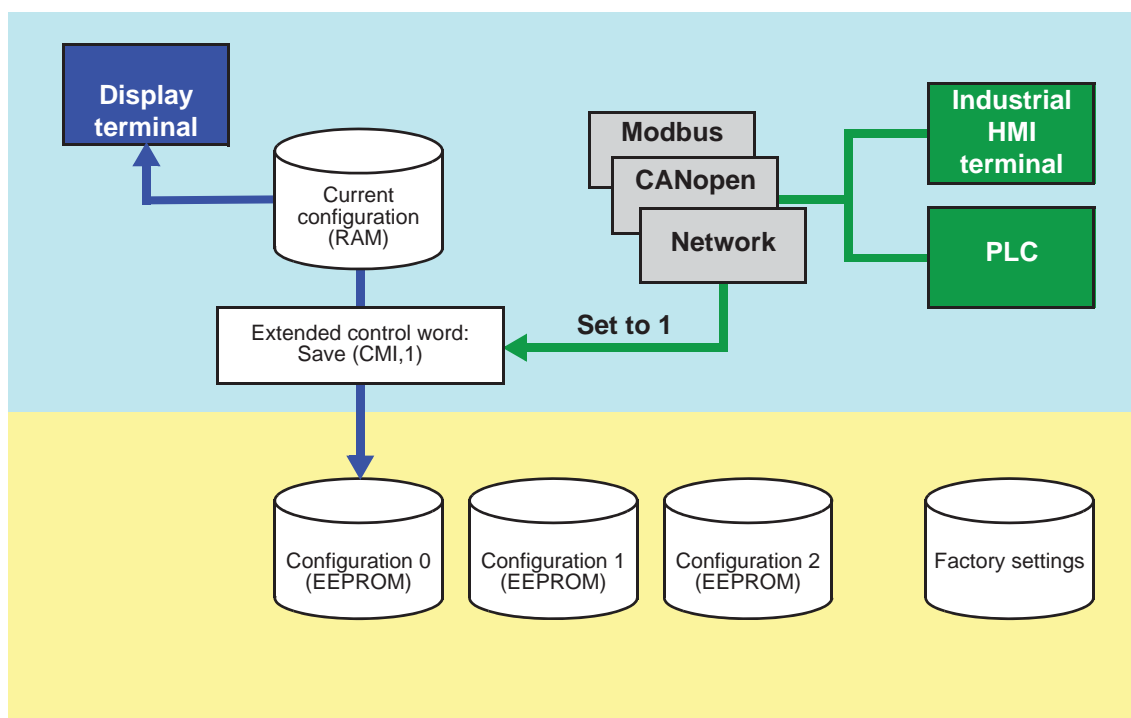 Display
terminal
Current
configuration
(RAM)
Modbus
CANopen
Network
Industrial
HMI
terminal
PLC
Set to 1
Extended control word:
Save (CMI,1)
Configuration 0
(EEPROM)
Configuration 1
(EEPROM)
Configuration 2
(EEPROM)
Factory settings